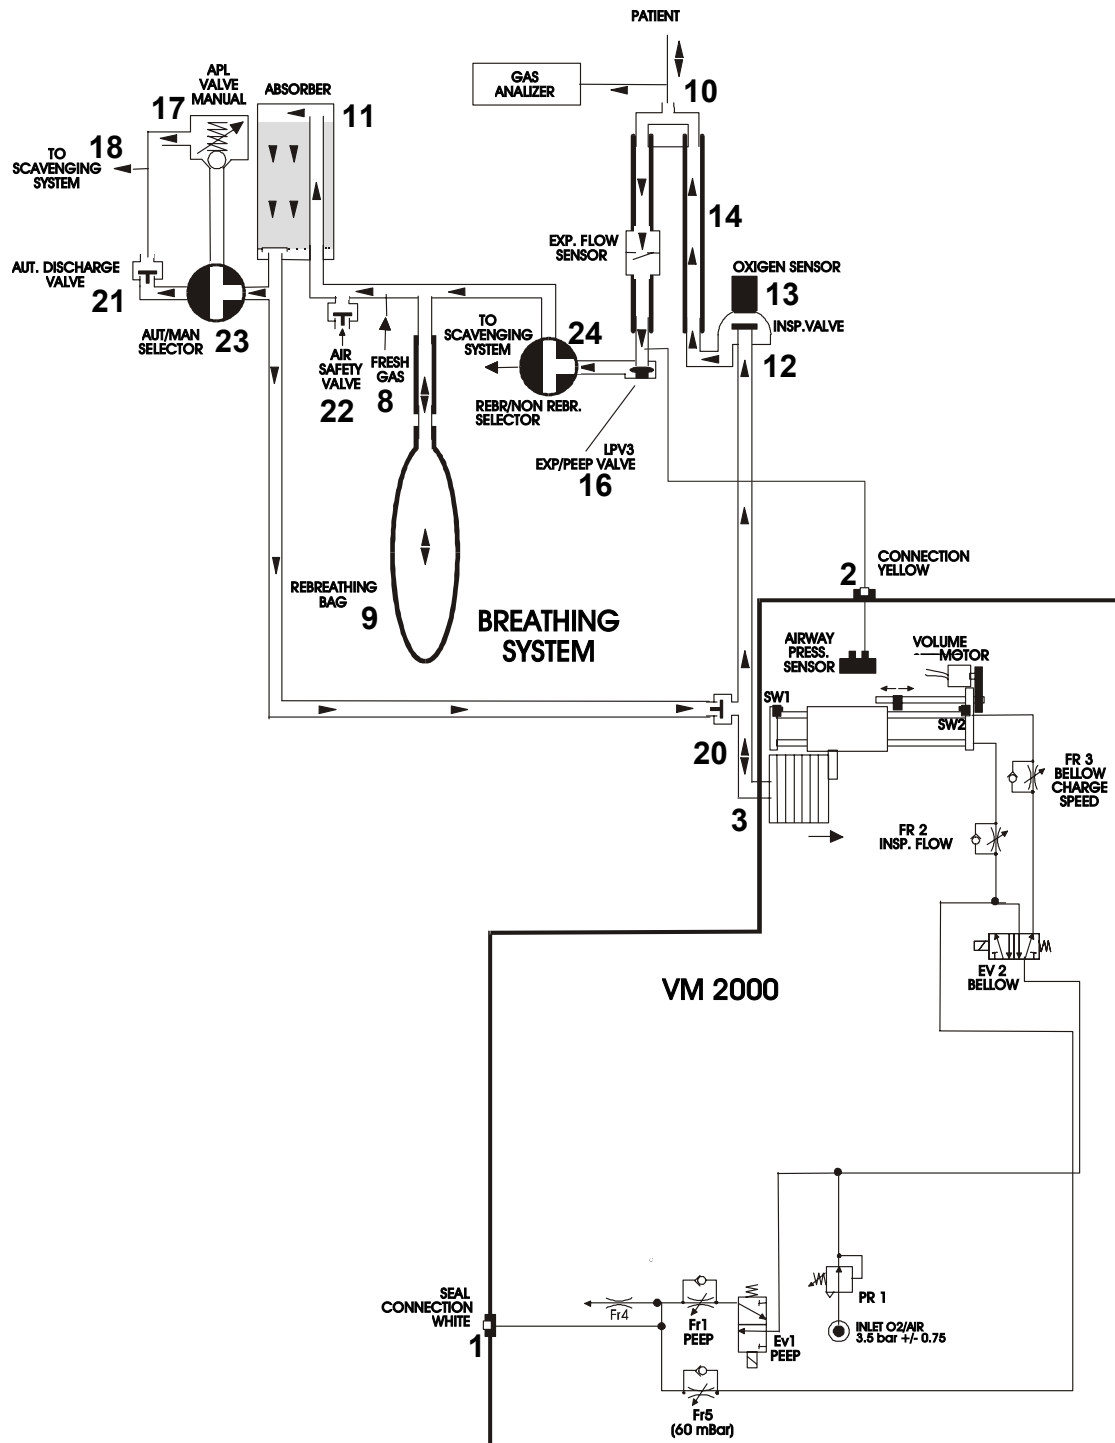 PATIENT
APL
VALVE
MANUAL
17
ABSORBER
11
GAS
ANALIZER
10
18
TO
SCAVENGING
SYSTEM
14
EXP. FLOW
SENSOR
OXIGEN SENSOR
13
AUT. DISCHARGE
VALVE
21
INSP.VALVE
12
AUT/MAN
SELECTOR
23
AIR
SAFETY
VALVE
22
FRESH
GAS
8
TO
SCAVENGING
SYSTEM
24
REBR/NON REBR.
SELECTOR
LPV3
EXP/PEEP VALVE
16
CONNECTION
YELLOW
2
REBREATHING
BAG
9
BREATHING
SYSTEM
AIRWAY
PRESS.
SENSOR
VOLUME
MOTOR
SW1
SW2
20
3
FR 3
BELLOW
CHARGE
SPEED
FR 2
INSP. FLOW
EV 2
BELLOW
VM 2000
SEAL
CONNECTION
WHITE
1
Fr4
Fr1
PEEP
Ev1
PEEP
PR 1
INLET O2/AIR
3.5 bar +/- 0.75
Fr5
(60 mBar)